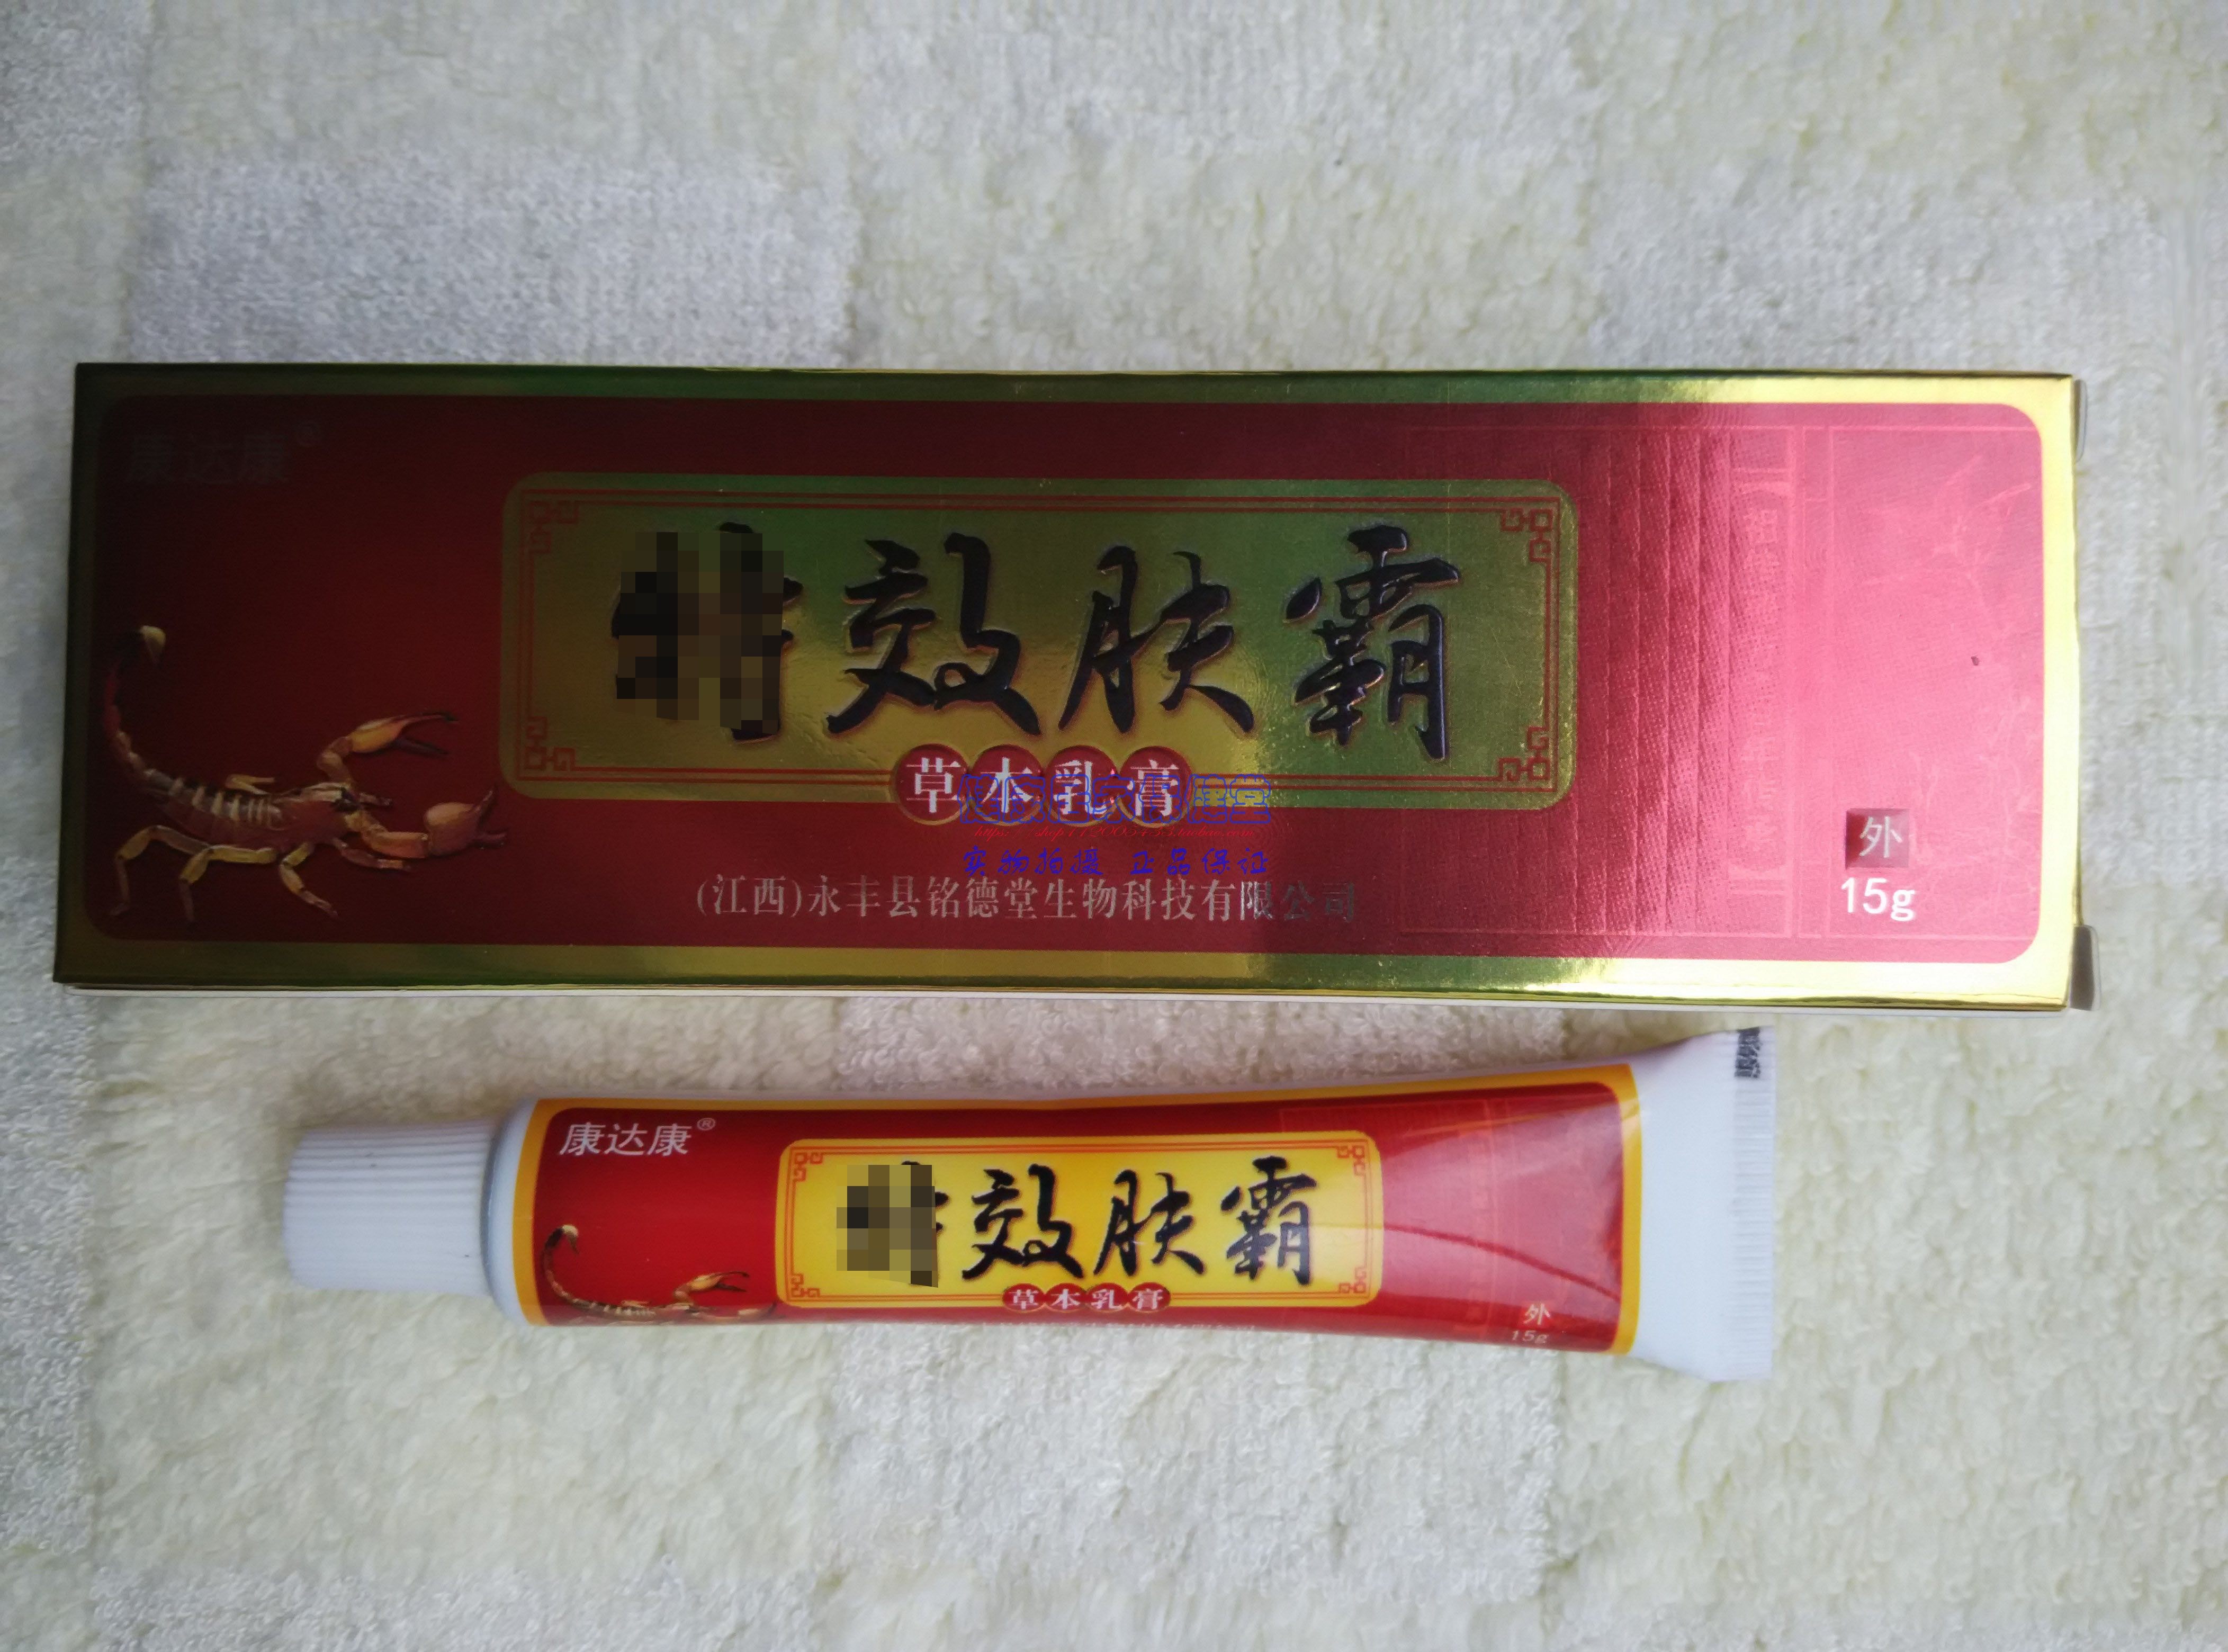 康达康®
效肤霸
草本乳膏
实物拍摄 正品保证
(江西)永丰县铭德堂生物科技有限公司
外
15g
康达康®
效肤霸
草本乳膏
外
15g